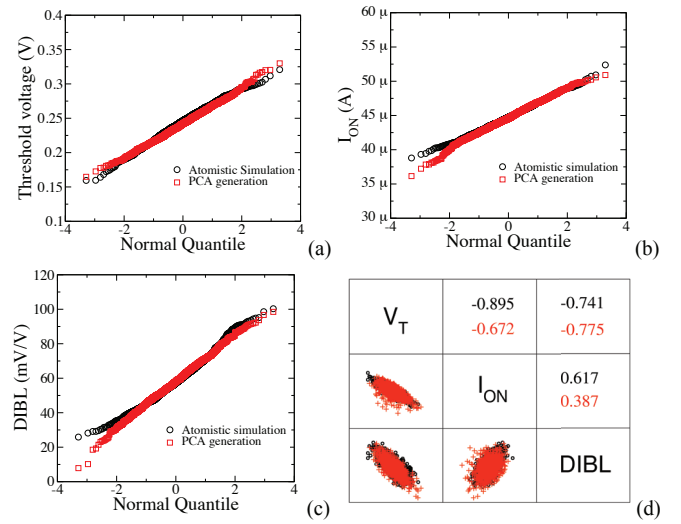 0.4
0.35
0.3
0.25
0.2
0.15
0.1
Threshold voltage (V)
Atomistic Simulation
PCA generation
-4 -2 0 2 4
Normal Quantile
(a)
60 μ
55 μ
50 μ
45 μ
40 μ
35 μ
30 μ
I_ON (A)
Atomistic simulation
PCA generation
-4 -2 0 2 4
Normal Quantile
(b)
120
100
80
60
40
20
0
DIBL (mV/V)
Atomistic simulation
PCA generation
-4 -2 0 2 4
Normal Quantile
(c)
V_T
-0.895
-0.672
-0.741
-0.775
I_ON
0.617
0.387
DIBL
(d)